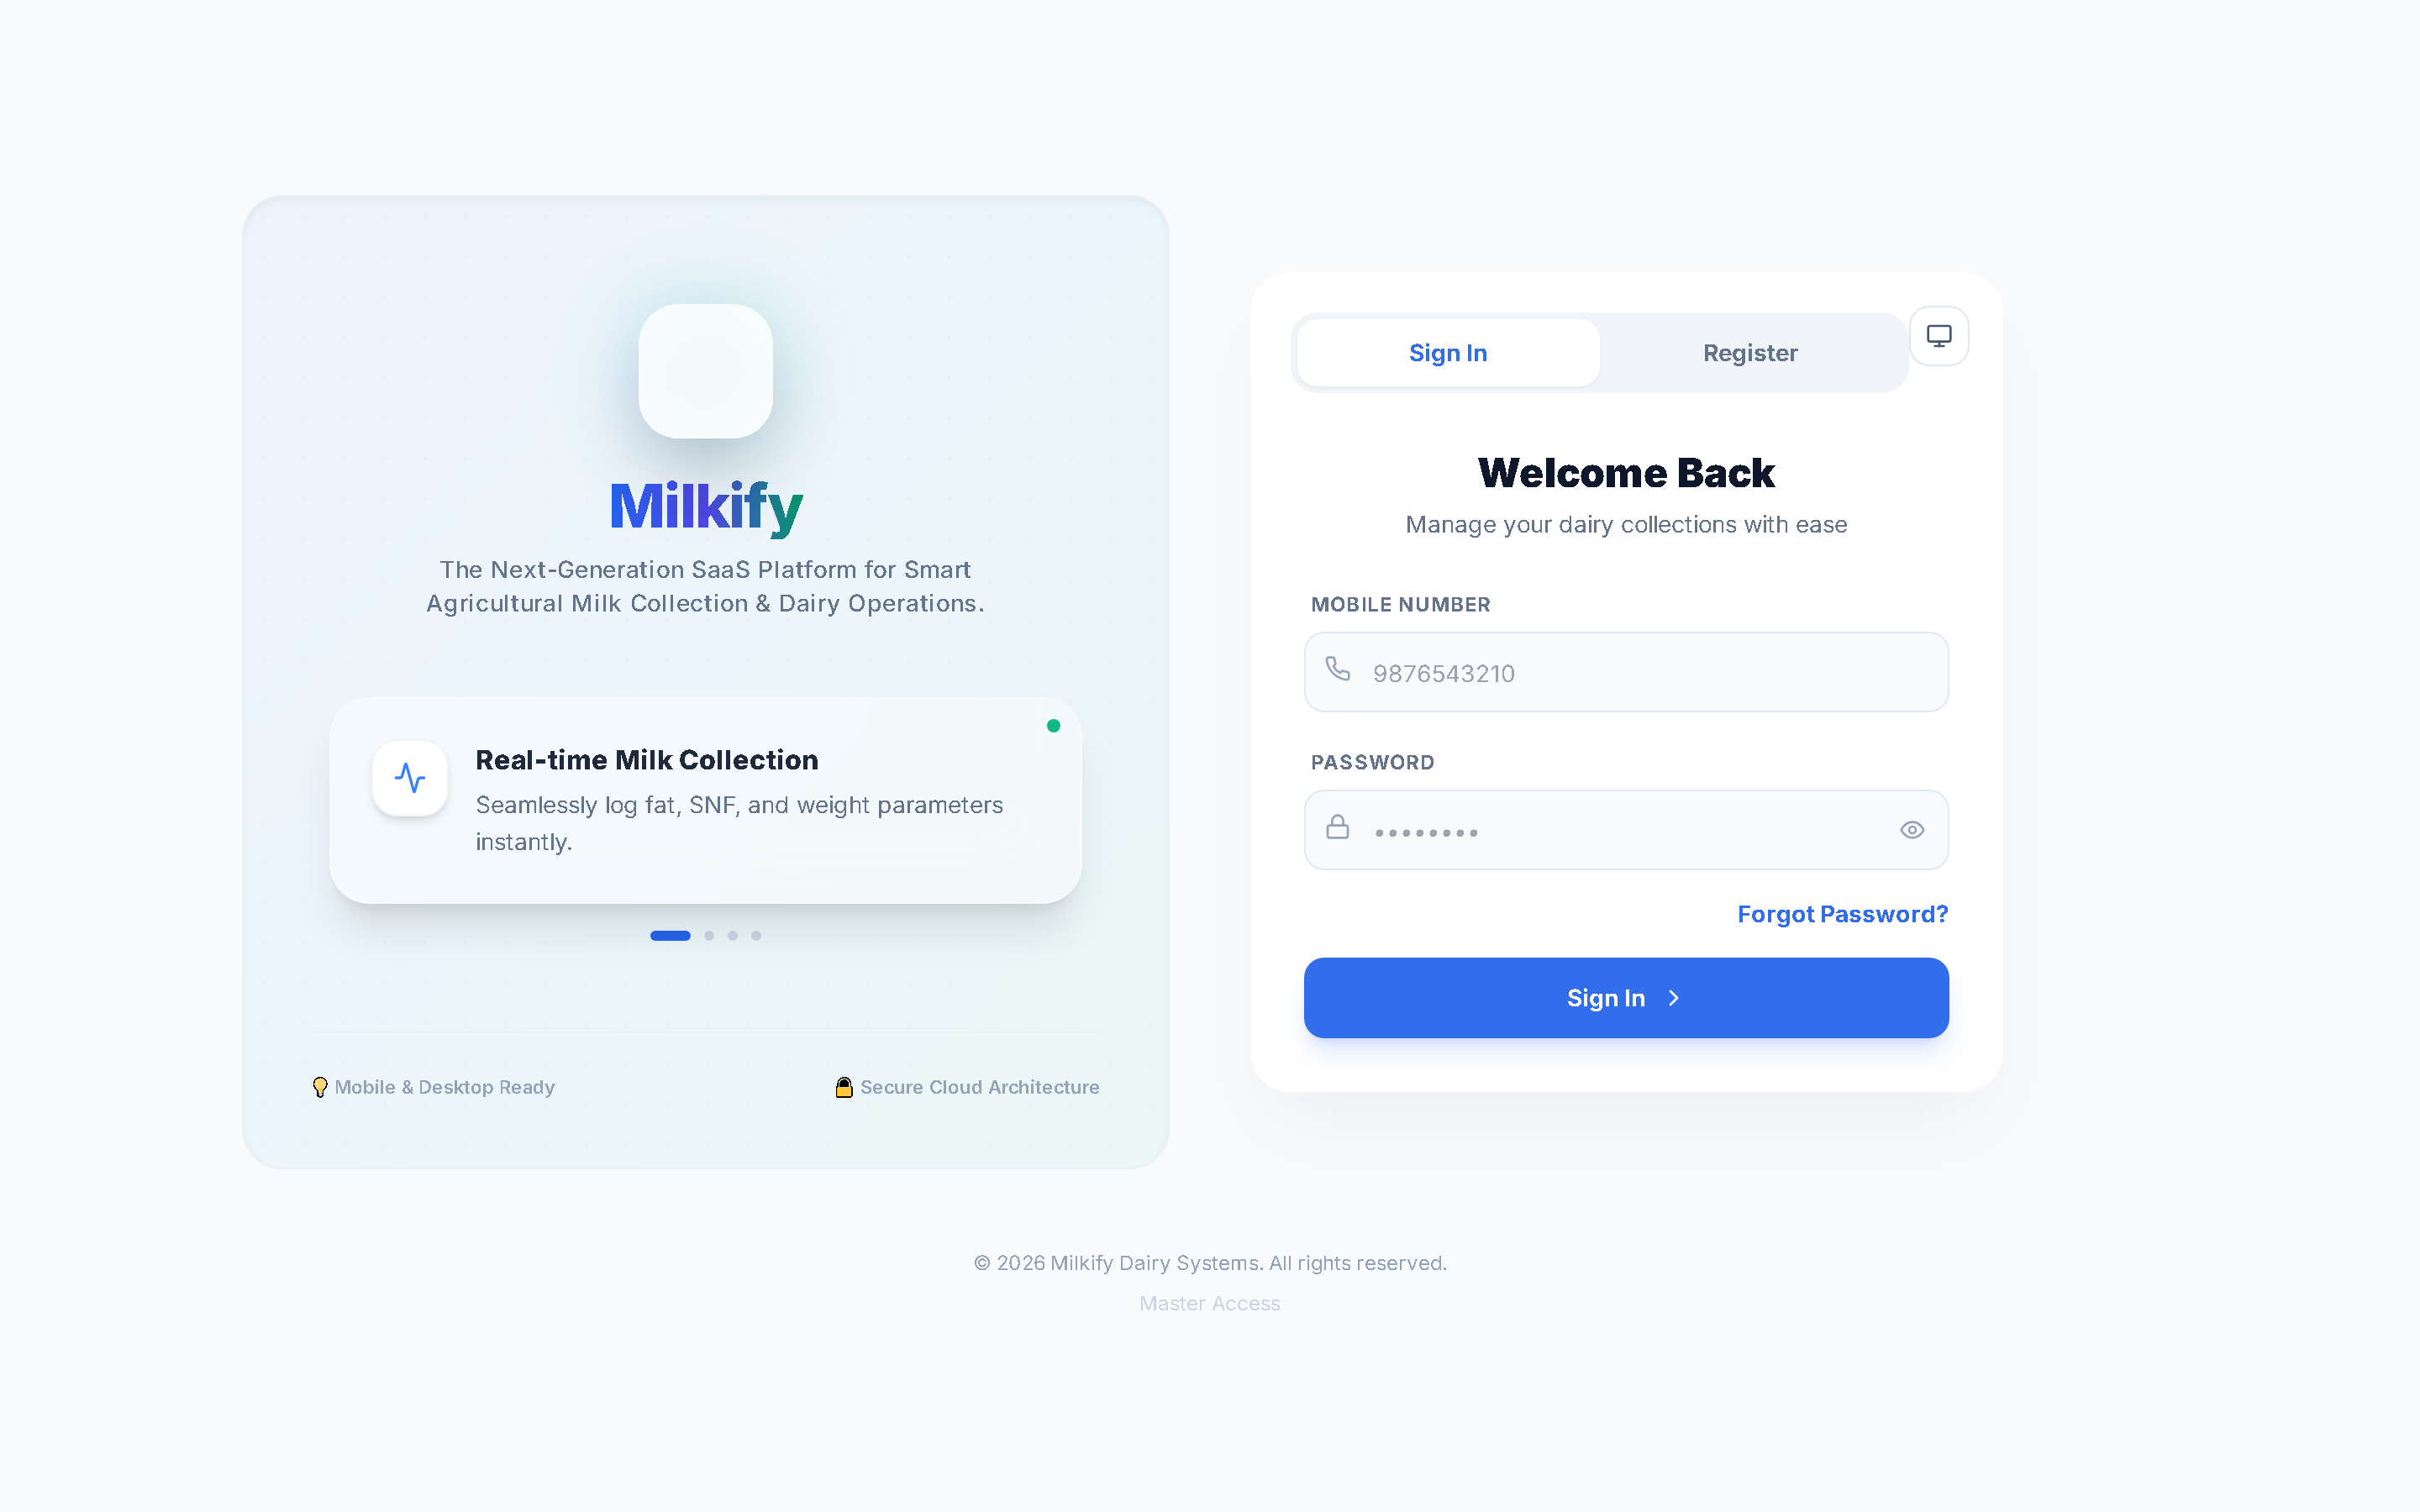 Milkify
The Next-Generation SaaS Platform for Smart
Agricultural Milk Collection & Dairy Operations.
Real-time Milk Collection
Seamlessly log fat, SNF, and weight parameters
instantly.
Mobile & Desktop Ready
Secure Cloud Architecture
Sign In
Register
Welcome Back
Manage your dairy collections with ease
MOBILE NUMBER
9876543210
PASSWORD
••••••••
Forgot Password?
Sign In
© 2026 Milkify Dairy Systems. All rights reserved.
Master Access